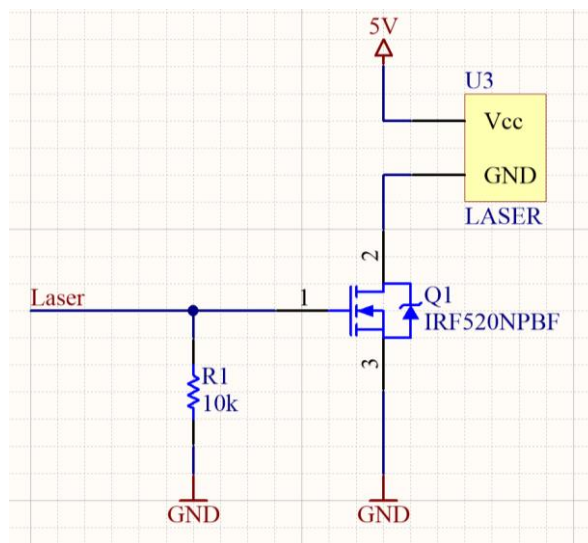 5V
U3
Vcc
GND
LASER
2
Laser
1
Q1
IRF520NPBF
3
R1
10k
GND
GND